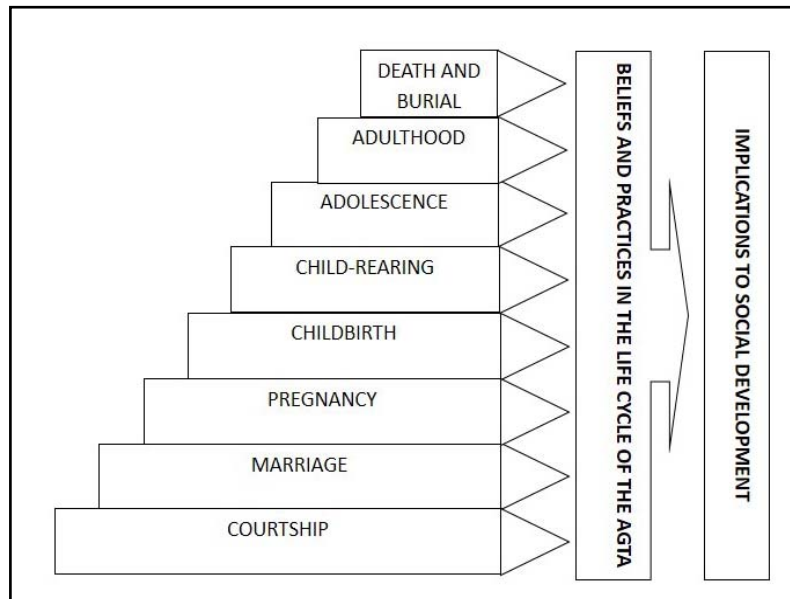 DEATH AND
BURIAL
ADULTHOOD
ADOLESCENCE
CHILD-REARING
CHILDBIRTH
PREGNANCY
MARRIAGE
COURTSHIP
BELIEFS AND PRACTICES IN THE LIFE CYCLE OF THE AGTA
IMPLICATIONS TO SOCIAL DEVELOPMENT